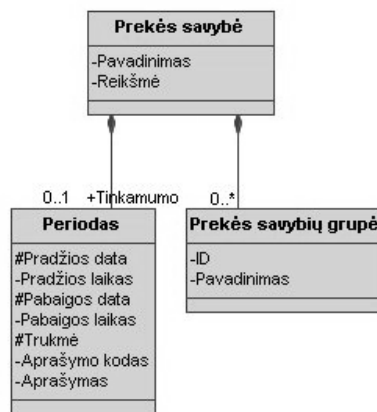 Prekės savybė
-Pavadinimas
-Reikšmė
0..1 +Tinkamumo 0..*
Periodas
#Pradžios data
-Pradžios laikas
#Pabaigos data
-Pabaigos laikas
#Trukmė
-Aprašymo kodas
-Aprašymas
Prekės savybių grupė
-ID
-Pavadinimas